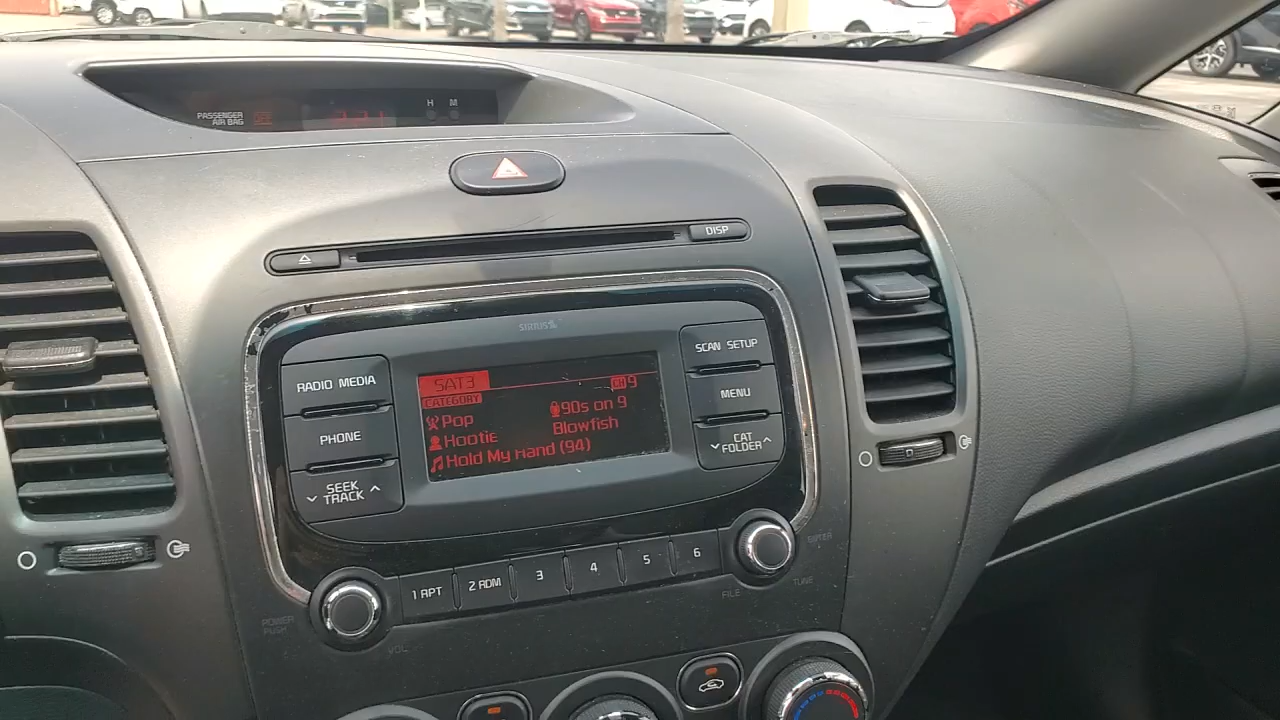 PASSENGER
AIR BAG
H M
DISP
SIRIUS
RADIO MEDIA
PHONE
SEEK
TRACK
SAT3
CH 9
CATEGORY
Pop
90s on 9
Hootie
Blowfish
Hold My Hand (94)
SCAN SETUP
MENU
CAT
FOLDER
1 RPT
2 RDM
3
4
5
6
POWER
PUSH
VOL
FILE
TUNE